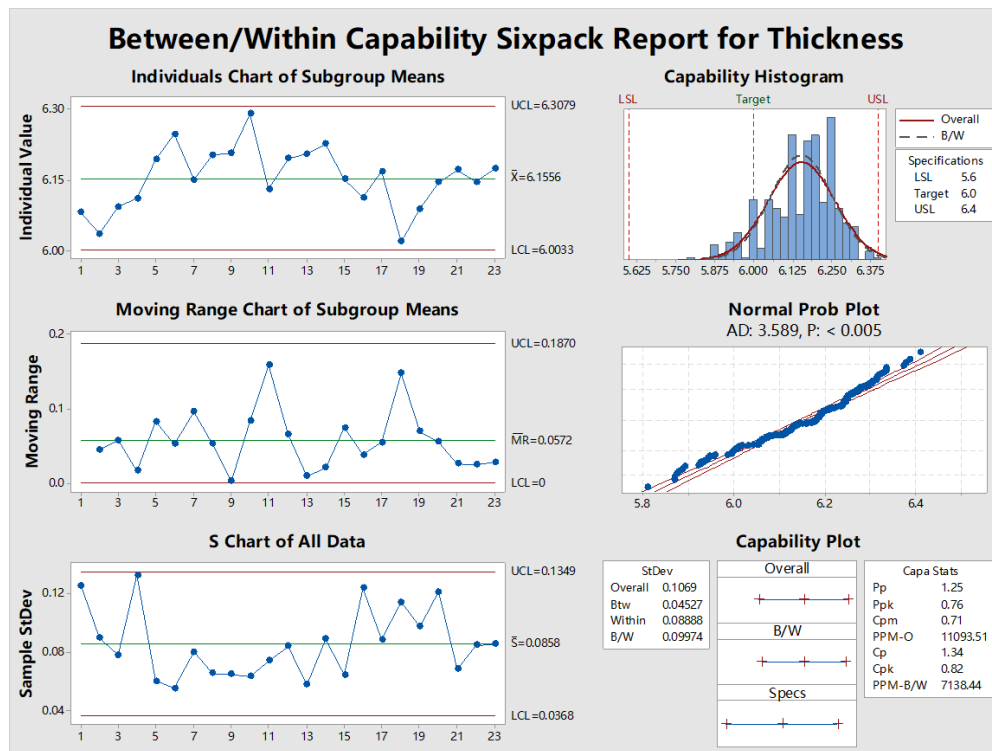 Between/Within Capability Sixpack Report for Thickness
Individuals Chart of Subgroup Means
Individual Value
6.30
6.15
6.00
UCL=6.3079
X̿=6.1556
LCL=6.0033
1 3 5 7 9 11 13 15 17 19 21 23
Moving Range Chart of Subgroup Means
Moving Range
0.2
0.1
0.0
UCL=0.1870
M̅R̅=0.0572
LCL=0
1 3 5 7 9 11 13 15 17 19 21 23
S Chart of All Data
Sample StDev
0.12
0.08
0.04
UCL=0.1349
S̅=0.0858
LCL=0.0368
1 3 5 7 9 11 13 15 17 19 21 23
Capability Histogram
LSL Target USL
5.625 5.750 5.875 6.000 6.125 6.250 6.375
Overall
B/W
Specifications
LSL 5.6
Target 6.0
USL 6.4
Normal Prob Plot
AD: 3.589, P: < 0.005
5.8 6.0 6.2 6.4
Capability Plot
StDev
Overall 0.1069
Btw 0.04527
Within 0.08888
B/W 0.09974
Overall
B/W
Specs
Capa Stats
Pp 1.25
Ppk 0.76
Cpm 0.71
PPM-O 11093.51
Cp 1.34
Cpk 0.82
PPM-B/W 7138.44